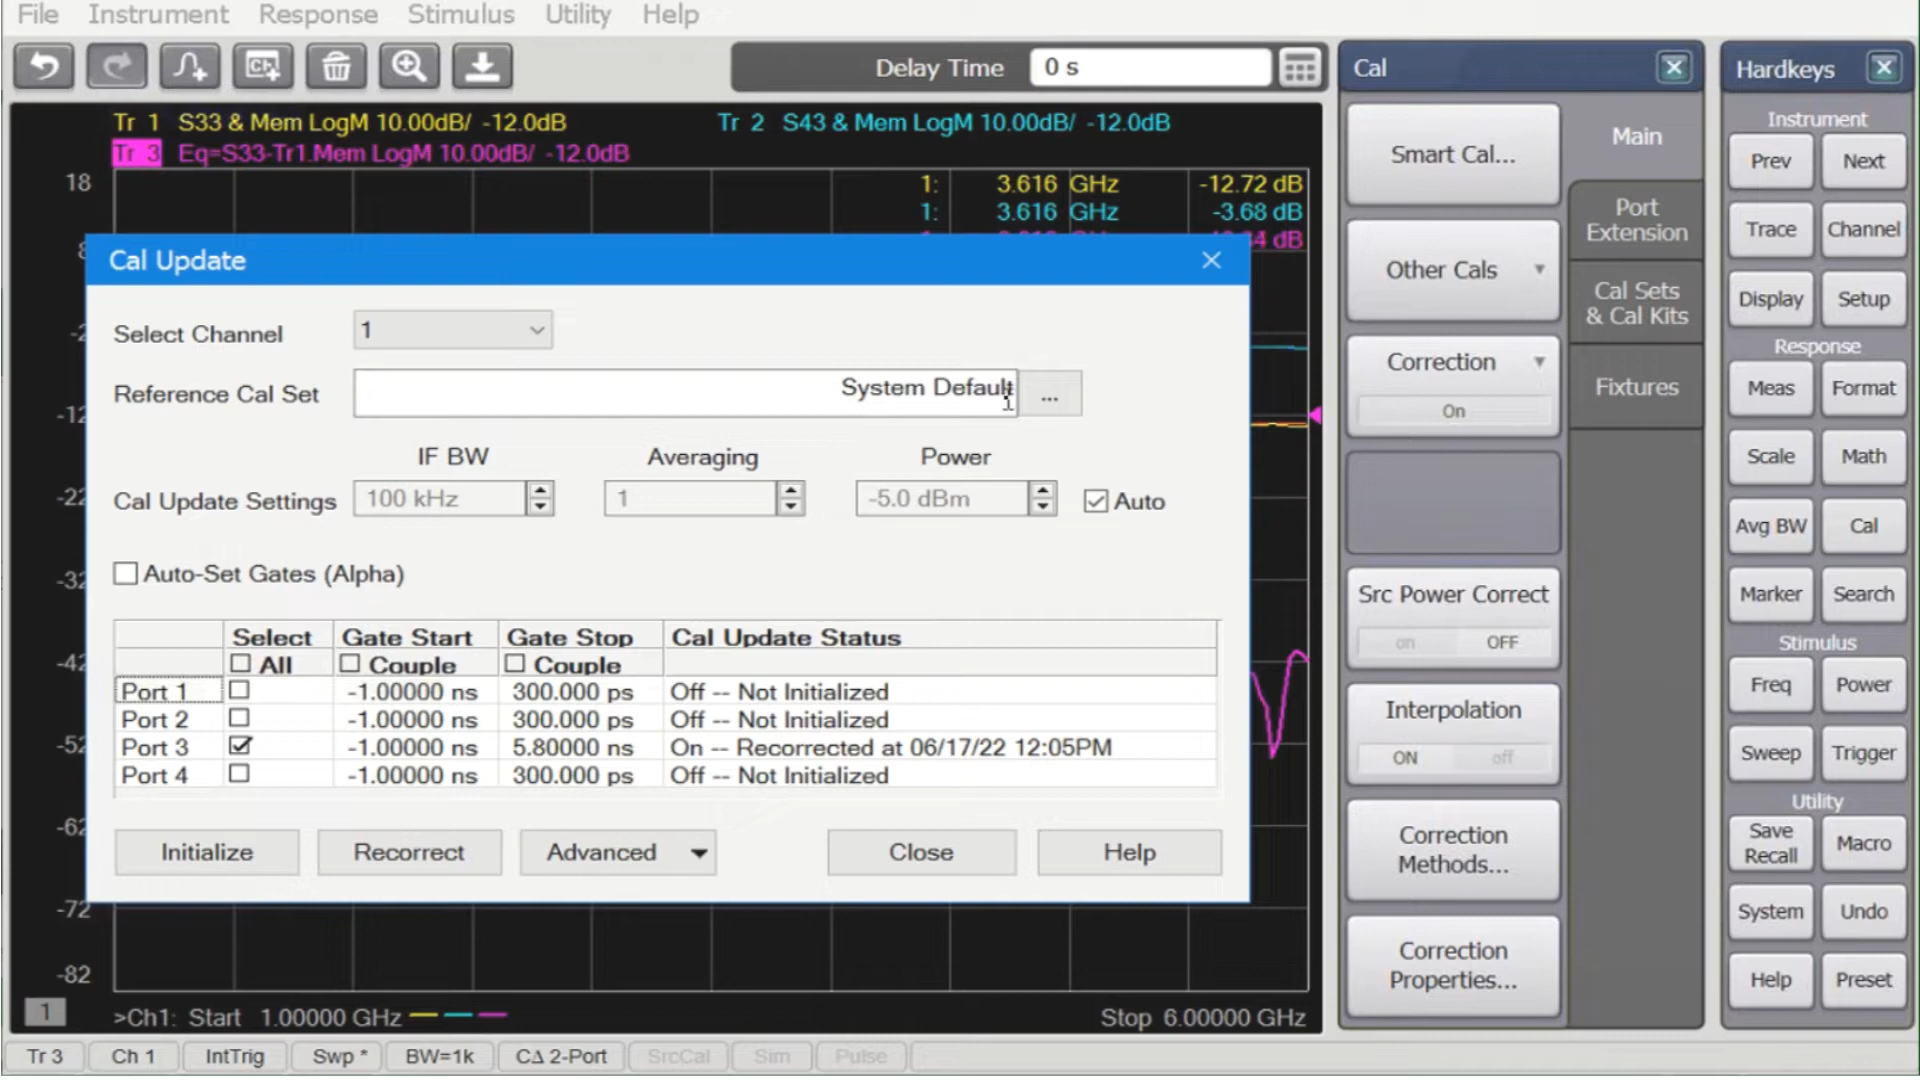 File Instrument Response Stimulus Utility Help
Delay Time 0 s
Tr 1 S33 & Mem LogM 10.00dB/ -12.0dB
Tr 2 S43 & Mem LogM 10.00dB/ -12.0dB
Tr 3 Eq=S33-Tr1.Mem LogM 10.00dB/ -12.0dB
18
1: 3.616 GHz -12.72 dB
1: 3.616 GHz -3.68 dB
Cal Update
Select Channel 1
Reference Cal Set System Default ...
IF BW Averaging Power
Cal Update Settings 100 kHz 1 -5.0 dBm Auto
Auto-Set Gates (Alpha)
Select Gate Start Gate Stop Cal Update Status
All Couple Couple
Port 1 -1.00000 ns 300.000 ps Off -- Not Initialized
Port 2 -1.00000 ns 300.000 ps Off -- Not Initialized
Port 3 -1.00000 ns 5.80000 ns On -- Recorrected at 06/17/22 12:05PM
Port 4 -1.00000 ns 300.000 ps Off -- Not Initialized
Initialize Recorrect Advanced Close Help
-82
1
>Ch1: Start 1.00000 GHz
Stop 6.00000 GHz
Tr 3 Ch 1 IntTrig Swp * BW=1k CΔ 2-Port SrcCal Sim Pulse
Cal
Smart Cal...
Other Cals
Correction
On
Src Power Correct
on OFF
Interpolation
ON off
Correction
Methods...
Correction
Properties...
Main
Port
Extension
Cal Sets
& Cal Kits
Fixtures
Hardkeys
Instrument
Prev Next
Trace Channel
Display Setup
Response
Meas Format
Scale Math
Avg BW Cal
Marker Search
Stimulus
Freq Power
Sweep Trigger
Utility
Save
Recall
Macro
System Undo
Help Preset